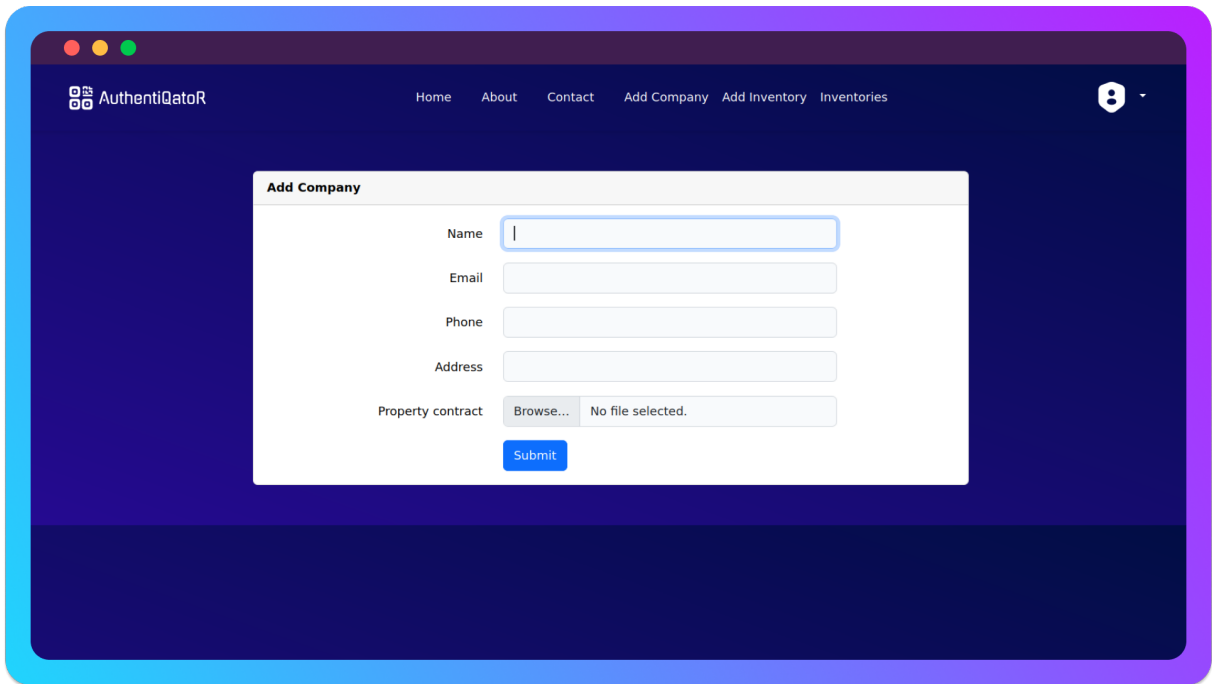 AuthentiQatoR Home About Contact Add Company Add Inventory Inventories
Add Company
Name
Email
Phone
Address
Property contract Browse... No file selected.
Submit